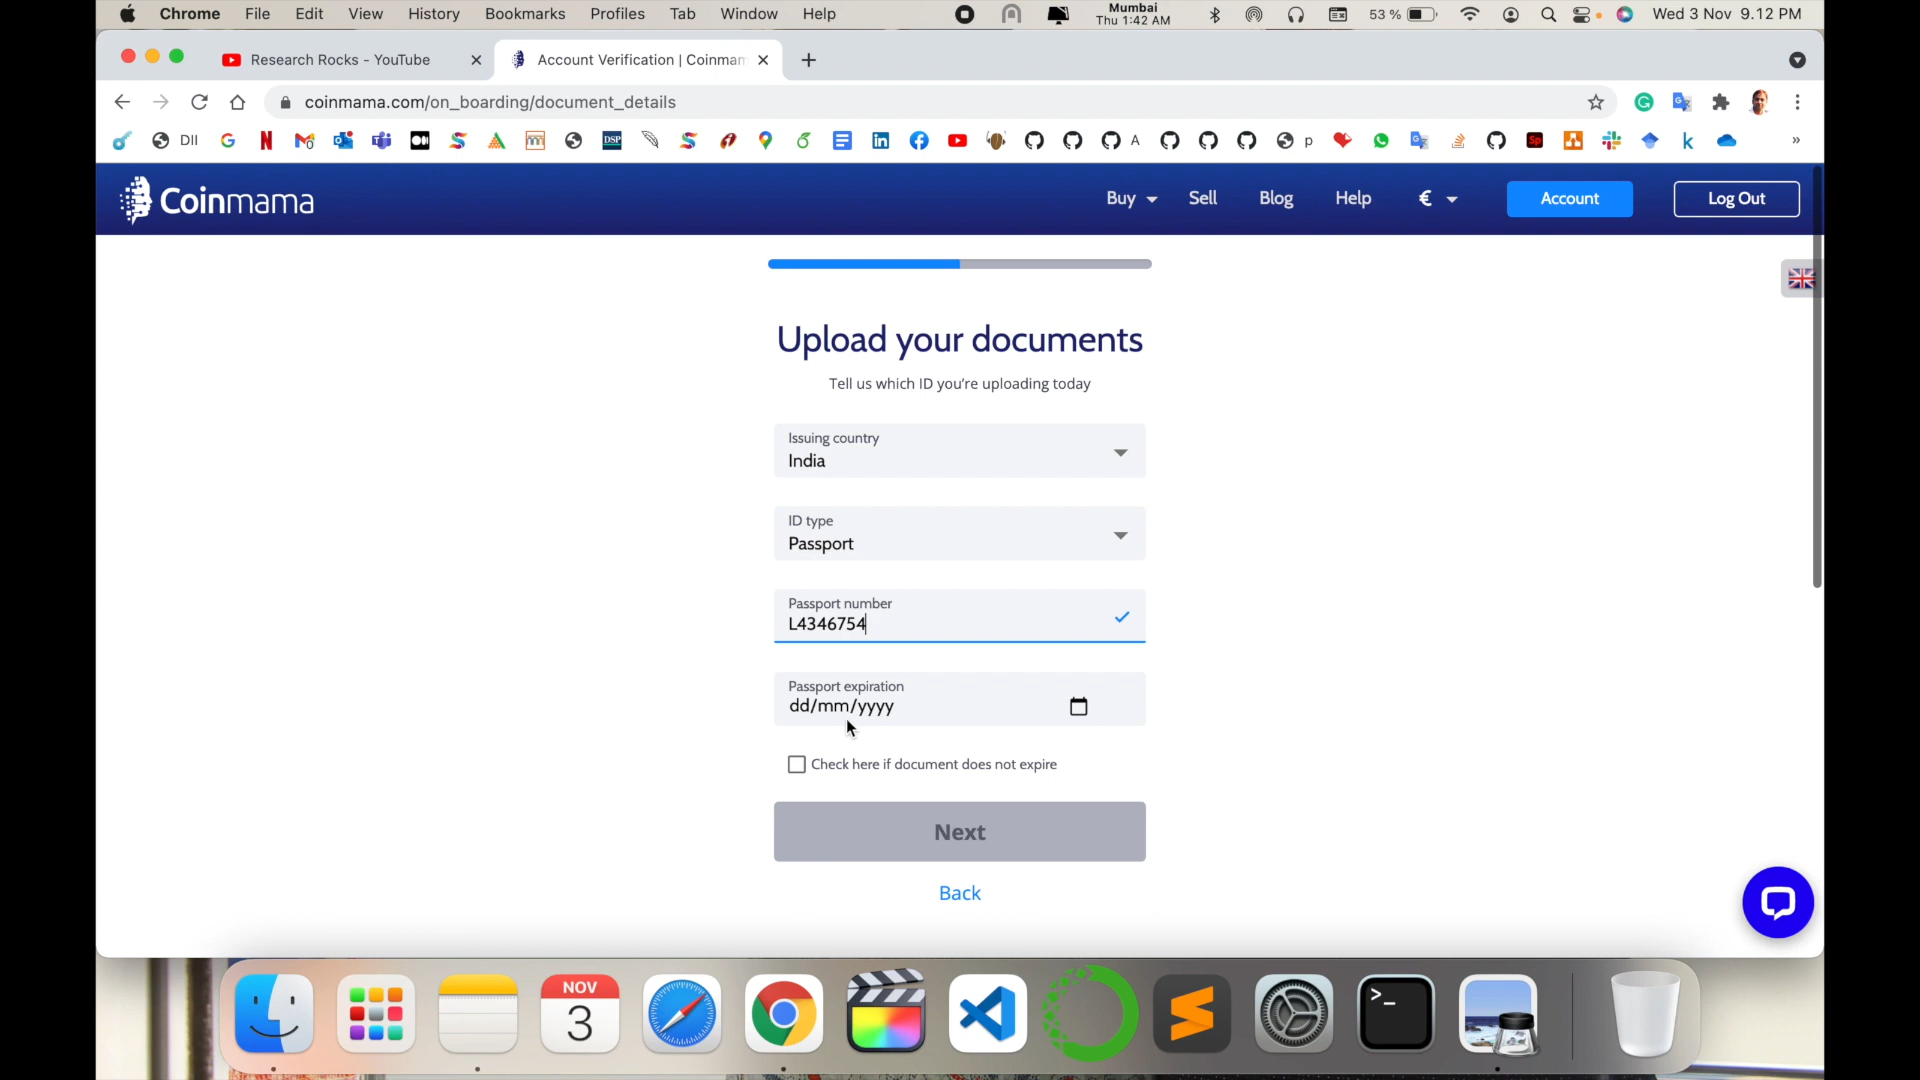 Chrome File Edit View History Bookmarks Profiles Tab Window Help Mumbai Thu 1:42 AM 53 % Wed 3 Nov 9.12 PM
Research Rocks - YouTube Account Verification | Coinmam
coinmama.com/on_boarding/document_details
DII DSP A p Sp k »
Coinmama Buy Sell Blog Help € Account Log Out
Upload your documents
Tell us which ID you're uploading today
Issuing country
India
ID type
Passport
Passport number
L4346754
Passport expiration
dd/mm/yyyy
Check here if document does not expire
Next
Back
NOV
3